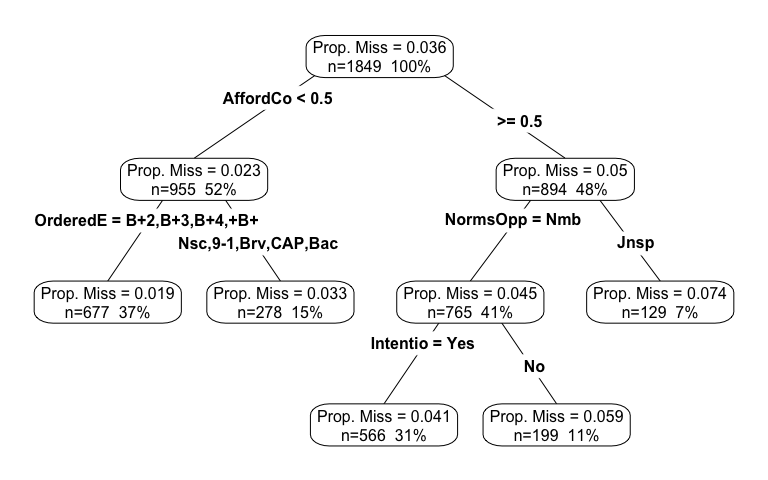 Prop. Miss = 0.036
n=1849 100%
AffordCo < 0.5
>= 0.5
Prop. Miss = 0.023
n=955 52%
Prop. Miss = 0.05
n=894 48%
OrderedE = B+2,B+3,B+4,+B+
NormsOpp = Nmb
Nsc,9-1,Brv,CAP,Bac
Jnsp
Prop. Miss = 0.019
n=677 37%
Prop. Miss = 0.033
n=278 15%
Prop. Miss = 0.045
n=765 41%
Prop. Miss = 0.074
n=129 7%
Intentio = Yes
No
Prop. Miss = 0.041
n=566 31%
Prop. Miss = 0.059
n=199 11%